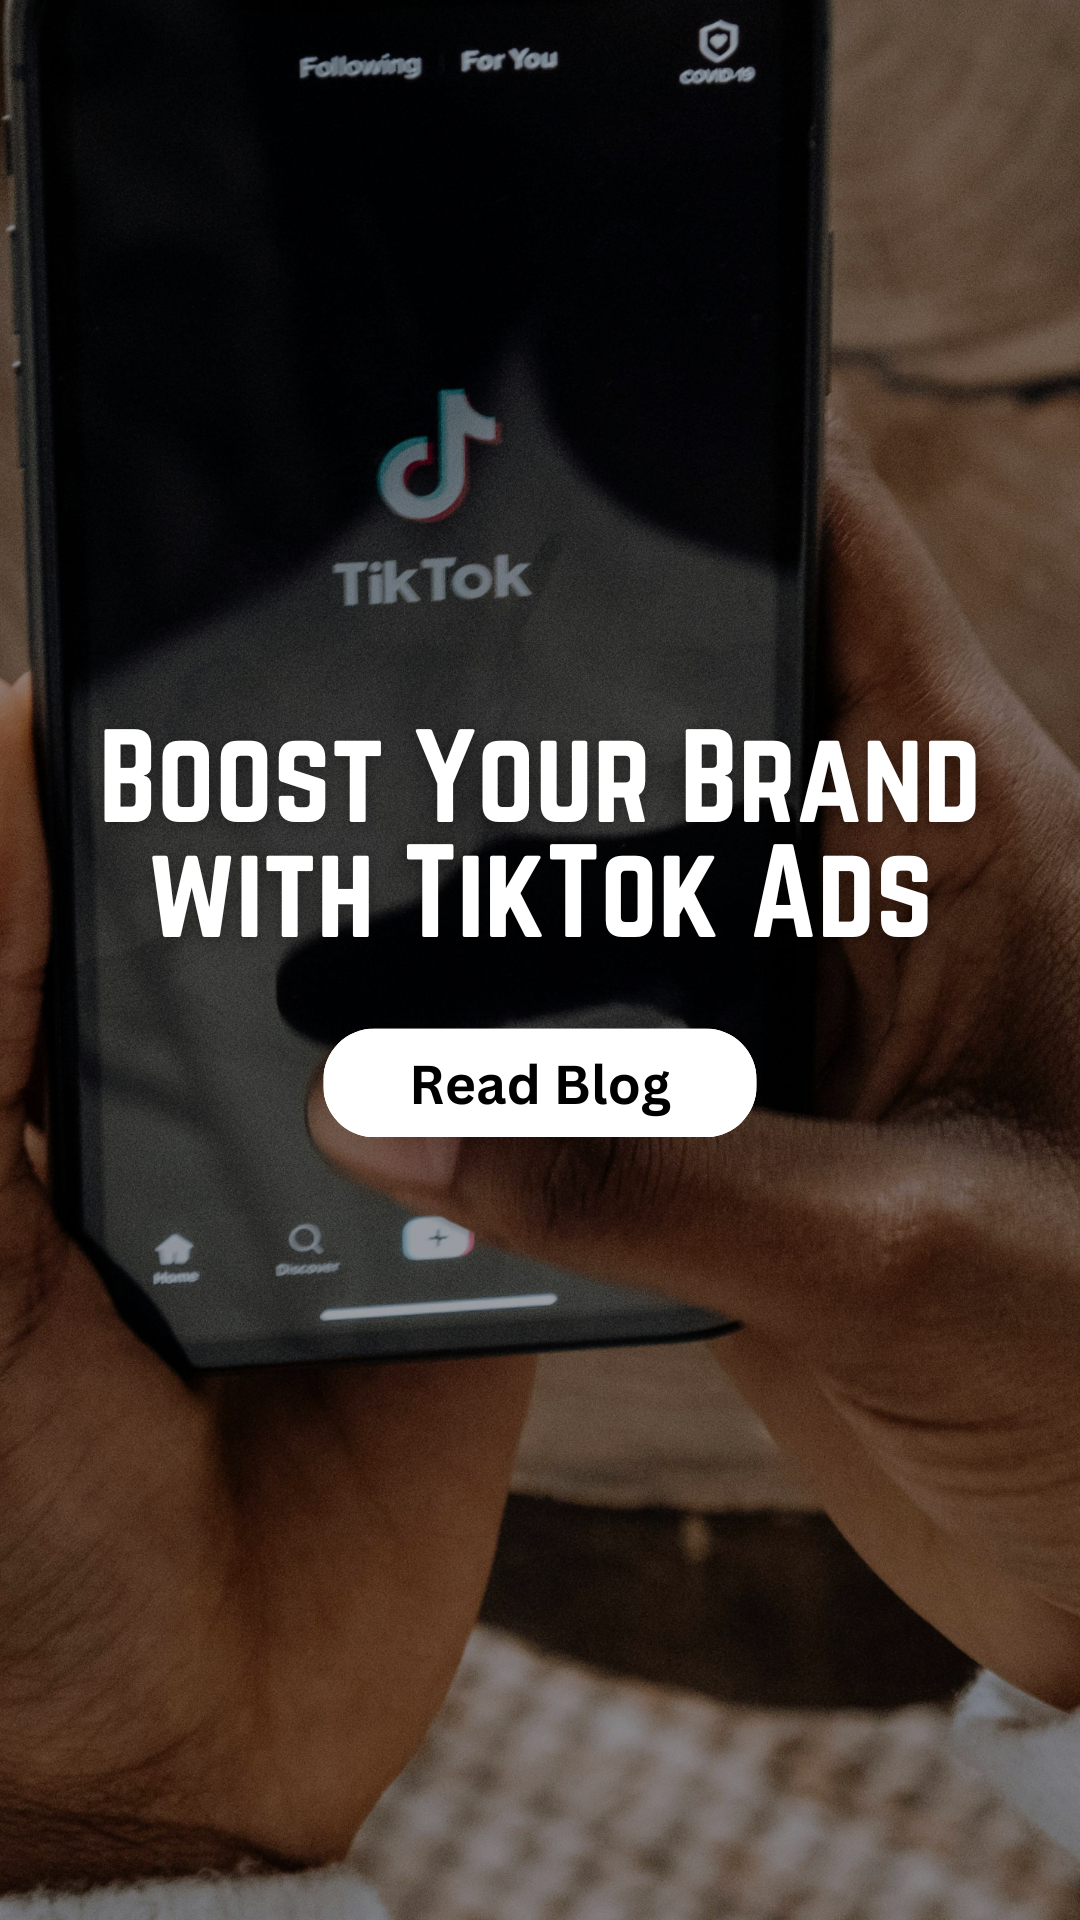 Following For You
COVID-19
TikTok
Boost Your Brand
with TikTok Ads
Read Blog
Home Discover